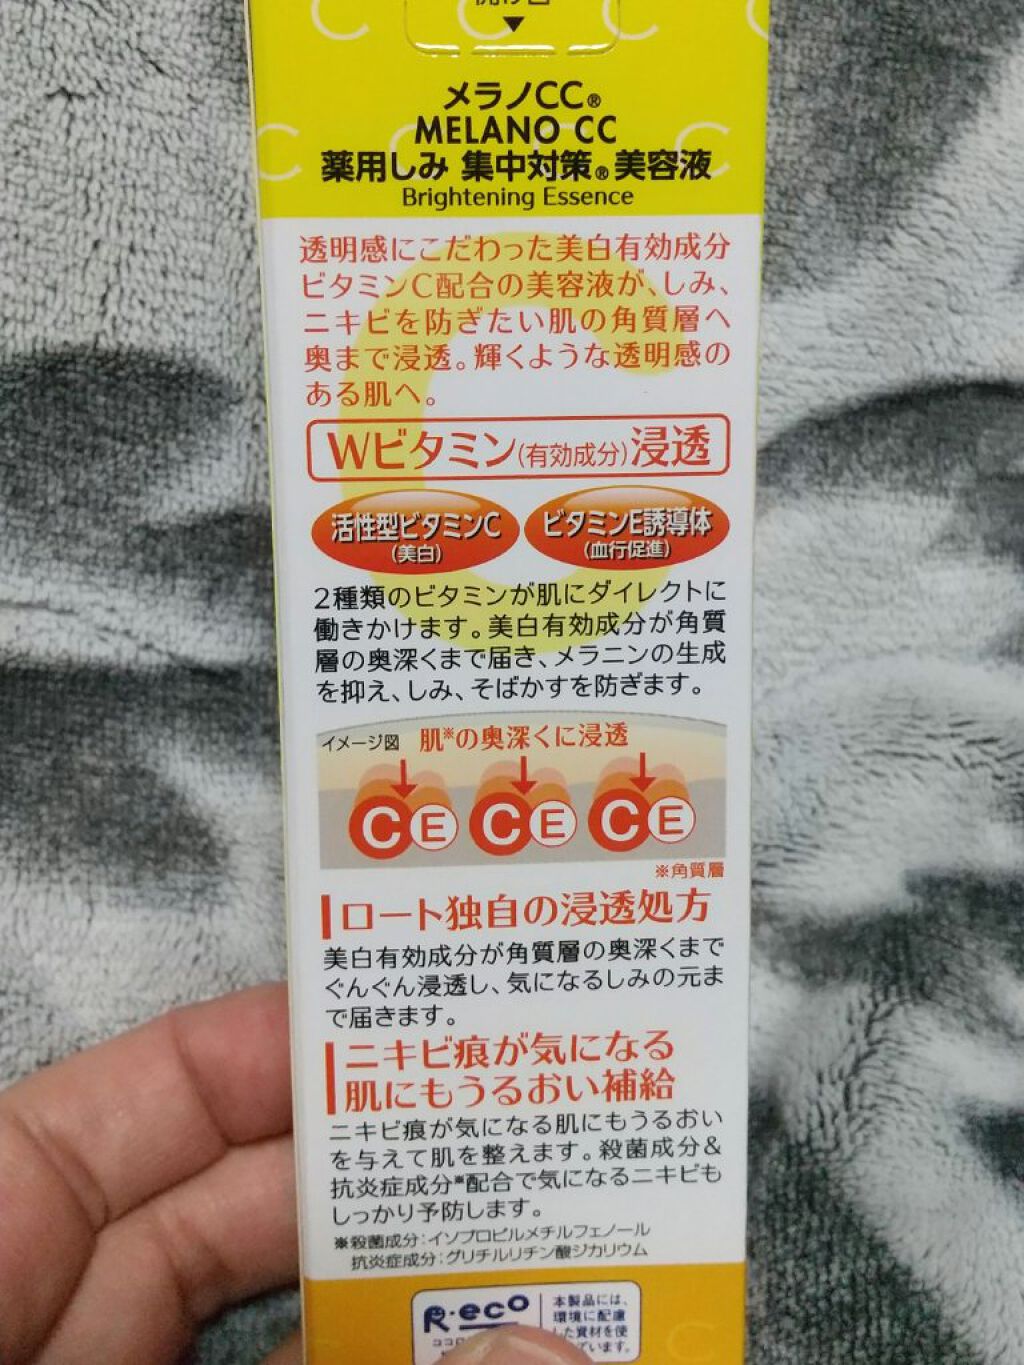 メラノCC®
MELANO CC
薬用しみ 集中対策®美容液
Brightening Essence
透明感にこだわった美白有効成分
ビタミンC配合の美容液が、しみ、
ニキビを防ぎたい肌の角質層へ
奥まで浸透。輝くような透明感の
ある肌へ。
Wビタミン(有効成分)浸透
活性型ビタミンC
(美白)
ビタミンE誘導体
(血行促進)
2種類のビタミンが肌にダイレクトに
働きかけます。美白有効成分が角質
層の奥深くまで届き、メラニンの生成
を抑え、しみ、そばかすを防ぎます。
イメージ図 肌※の奥深くに浸透
C E C E C E
※角質層
ロート独自の浸透処方
美白有効成分が角質層の奥深くまで
ぐんぐん浸透し、気になるしみの元ま
で届きます。
ニキビ痕が気になる
肌にもうるおい補給
ニキビ痕が気になる肌にもうるおい
を与えて肌を整えます。殺菌成分&
抗炎症成分※配合で気になるニキビも
しっかり予防します。
※殺菌成分:イソプロピルメチルフェノール
抗炎症成分:グリチルリチン酸ジカリウム
R・eco
本製品には、
環境に配慮
した資材を使
ています。